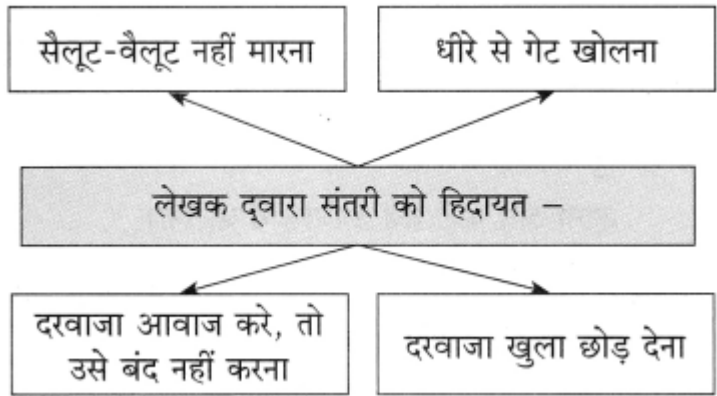 सैलूट-वैलूट नहीं मारना
धीरे से गेट खोलना
लेखक द्‌वारा संतरी को हिदायत –
दरवाजा आवाज करे, तो
उसे बंद नहीं करना
दरवाजा खुला छोड़ देना